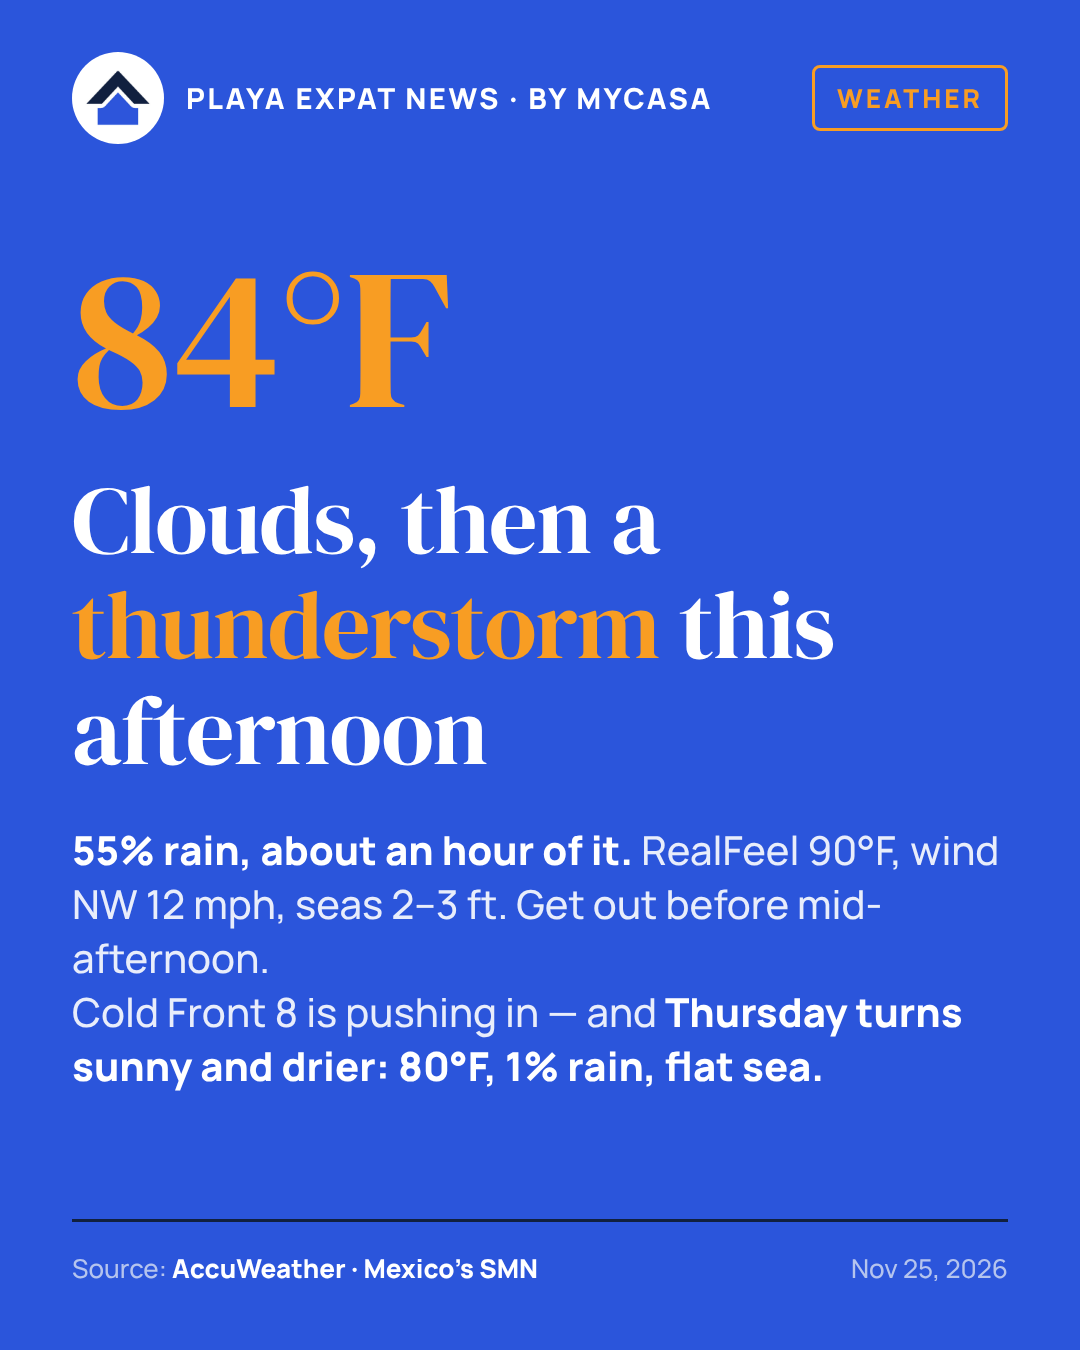 PLAYA EXPAT NEWS · BY MYCASA
WEATHER
84°F
Clouds, then a
thunderstorm this
afternoon
55% rain, about an hour of it. RealFeel 90°F, wind
NW 12 mph, seas 2–3 ft. Get out before mid-
afternoon.
Cold Front 8 is pushing in — and Thursday turns
sunny and drier: 80°F, 1% rain, flat sea.
Source: AccuWeather · Mexico’s SMN
Nov 25, 2026